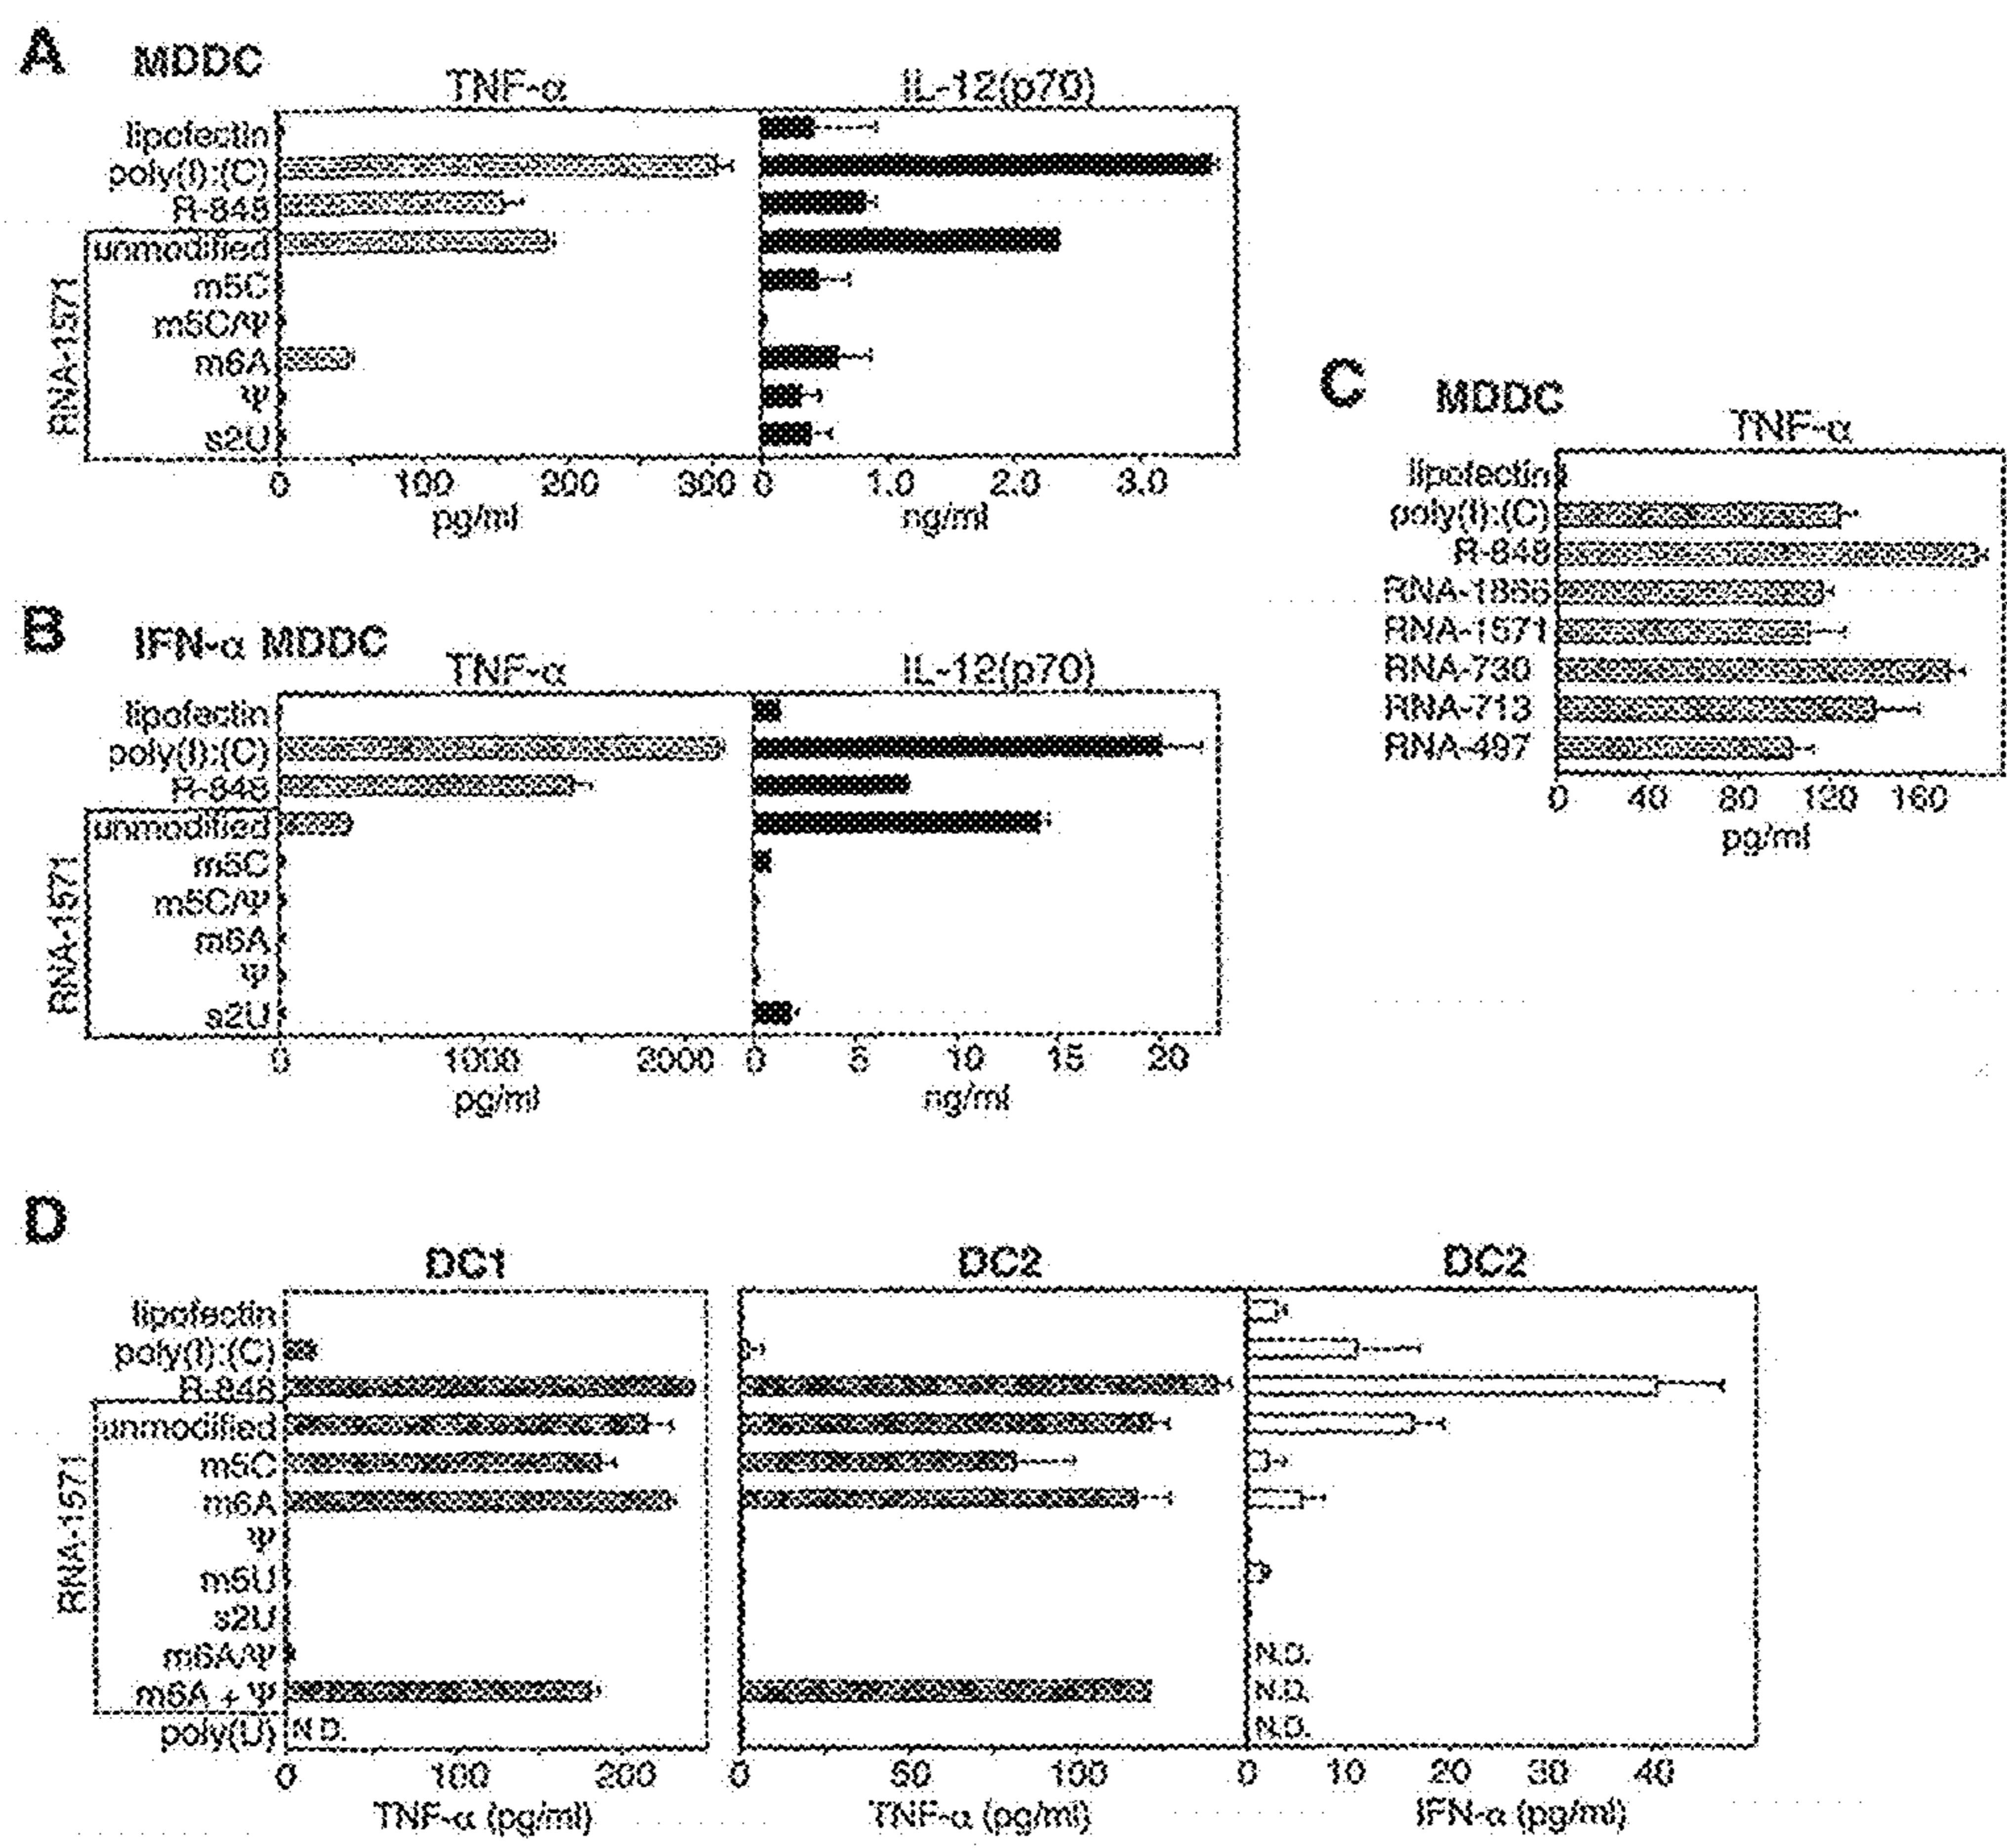 A MDDC
TNF-α IL-12(p70)
lipofectin
poly(I):(C)
R-848
unmodified
m5C
m5C/Ψ
m6A
Ψ
s2U
RNA-1571
0 100 200 300 0 1.0 2.0 3.0
pg/ml ng/ml
B IFN-α MDDC
TNF-α IL-12(p70)
lipofectin
poly(I):(C)
R-848
unmodified
m5C
m5C/Ψ
m6A
Ψ
s2U
RNA-1571
0 1000 2000 0 5 10 15 20
pg/ml ng/ml
C MDDC
TNF-α
lipofectin
poly(I):(C)
R-848
RNA-1866
RNA-1571
RNA-730
RNA-713
RNA-497
0 40 80 120 160
pg/ml
D
DC1 DC2 DC2
lipofectin
poly(I):(C)
R-848
unmodified
m5C
m6A
Ψ
m5U
s2U
m6A/Ψ N.D.
m6A + Ψ N.D.
poly(U) N.D. N.D.
RNA-1571
0 100 200 0 50 100 0 10 20 30 40
TNF-α (pg/ml) TNF-α (pg/ml) IFN-α (pg/ml)